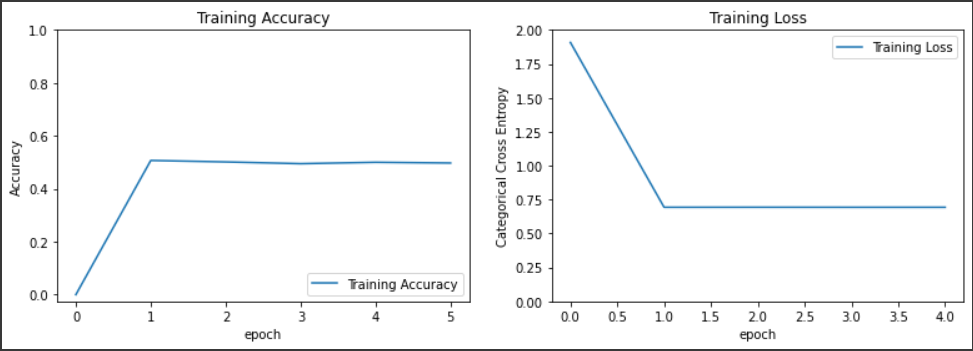 Training Accuracy
1.0
0.8
0.6
0.4
0.2
0.0
Accuracy
Training Accuracy
0 1 2 3 4 5
epoch
Training Loss
2.00
1.75
1.50
1.25
1.00
0.75
0.50
0.25
0.00
Categorical Cross Entropy
Training Loss
0.0 0.5 1.0 1.5 2.0 2.5 3.0 3.5 4.0
epoch